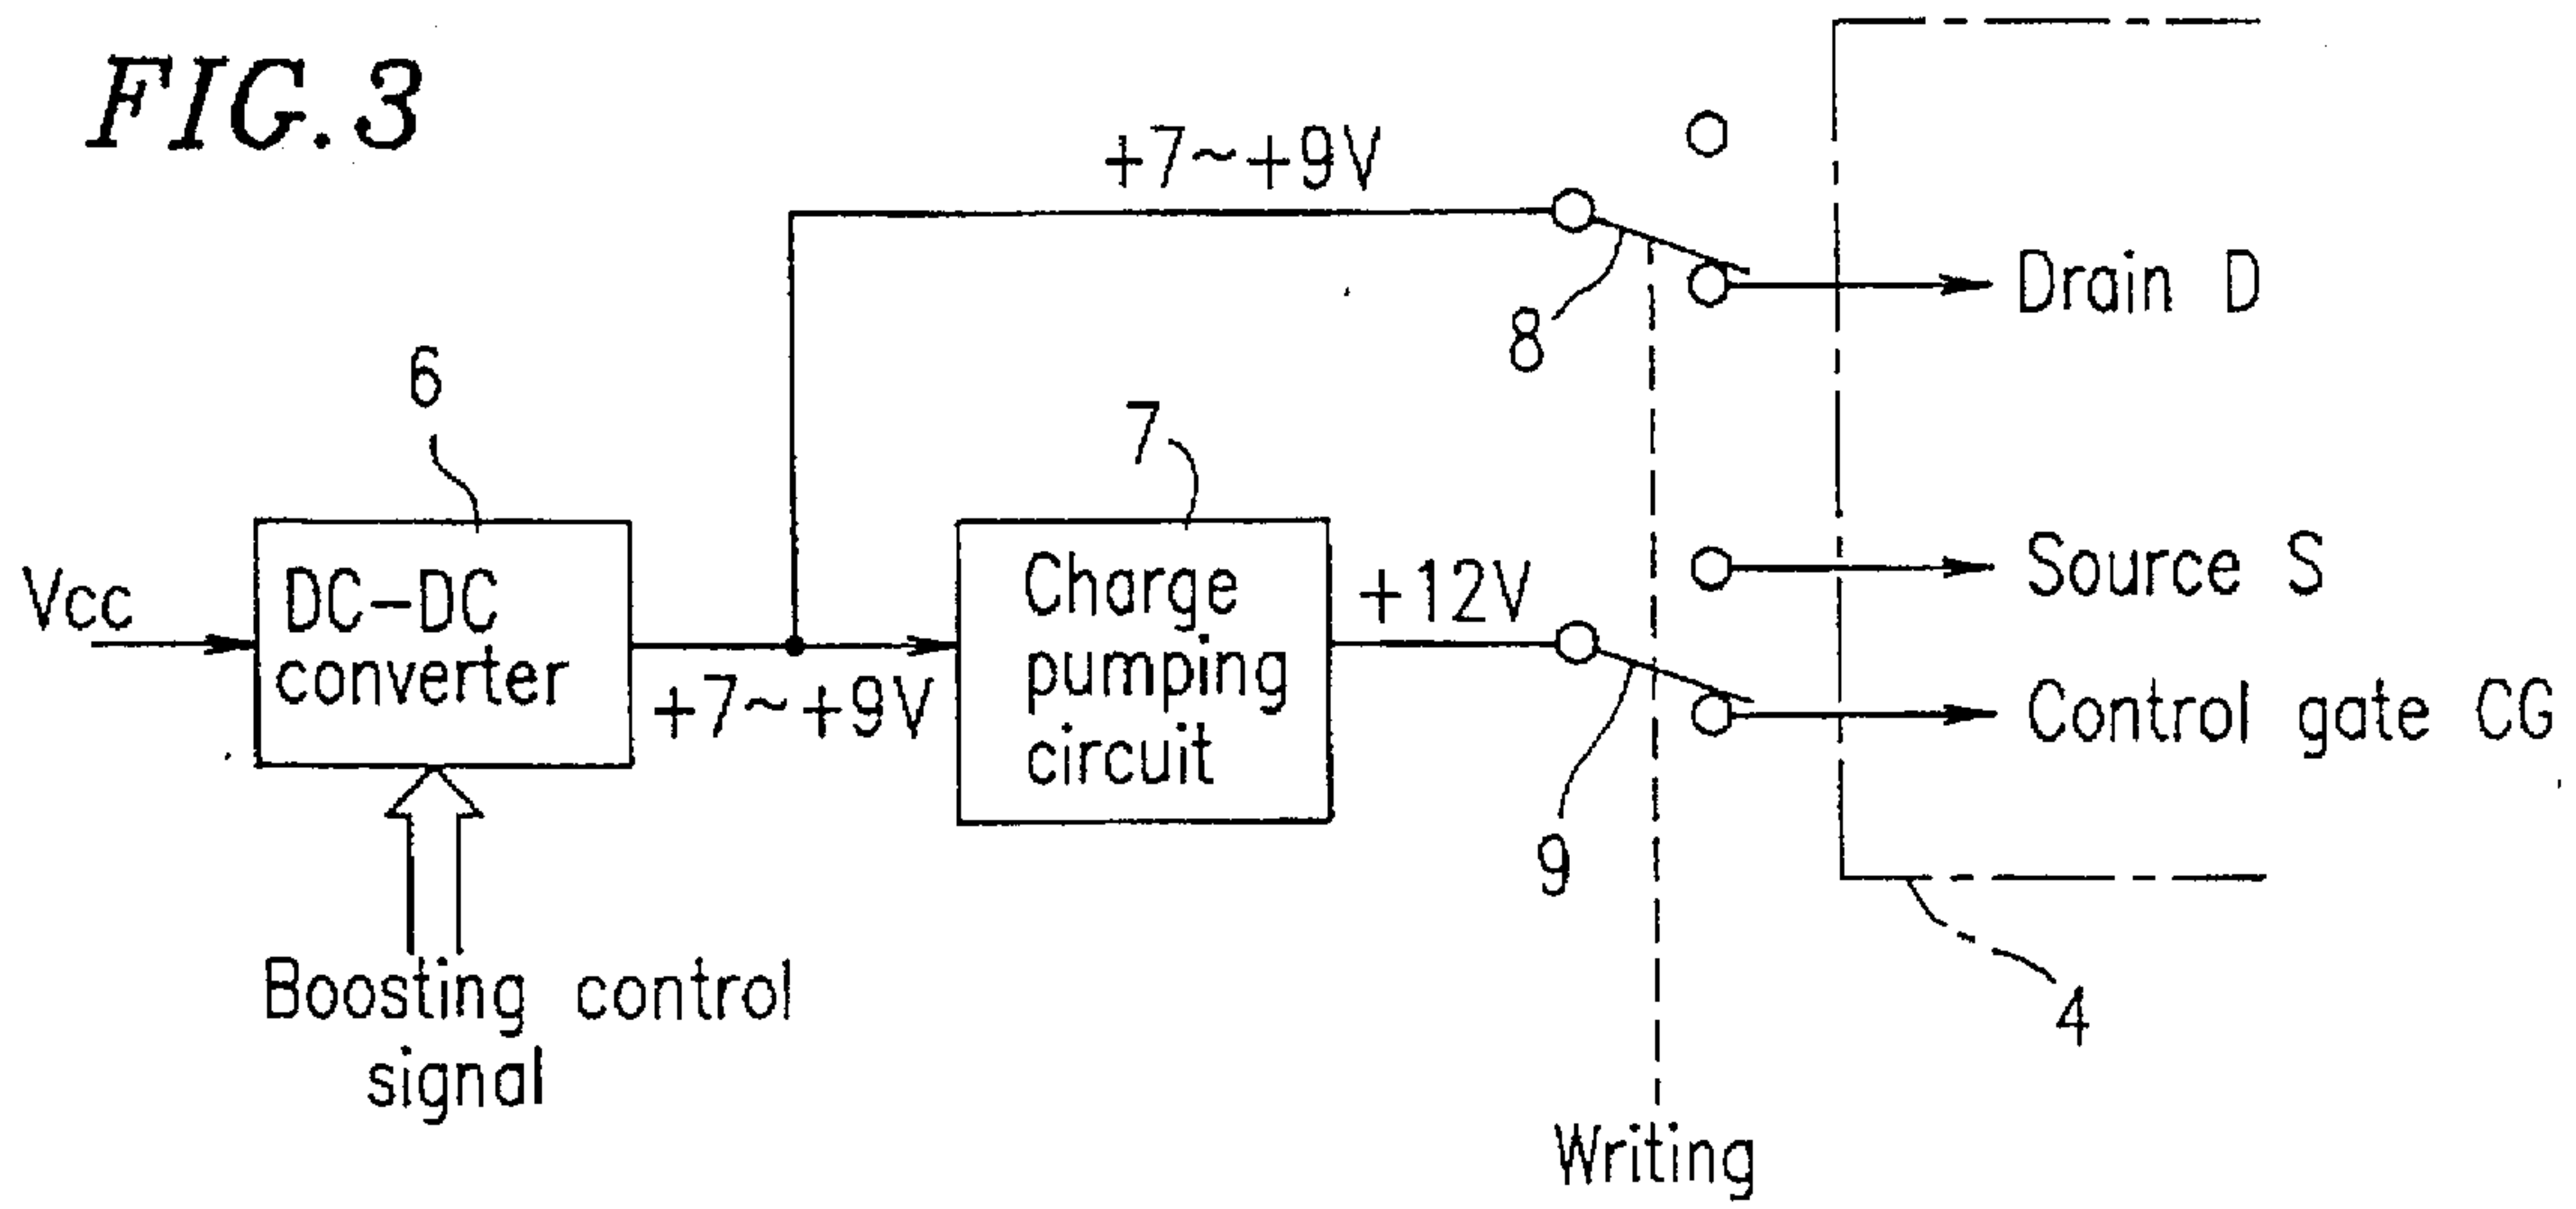 FIG.3
+7~+9V
8
Drain D
6
7
Vcc
DC-DC
converter
+7~+9V
Charge
pumping
circuit
+12V
Source S
9
Control gate CG
4
Boosting control
signal
Writing